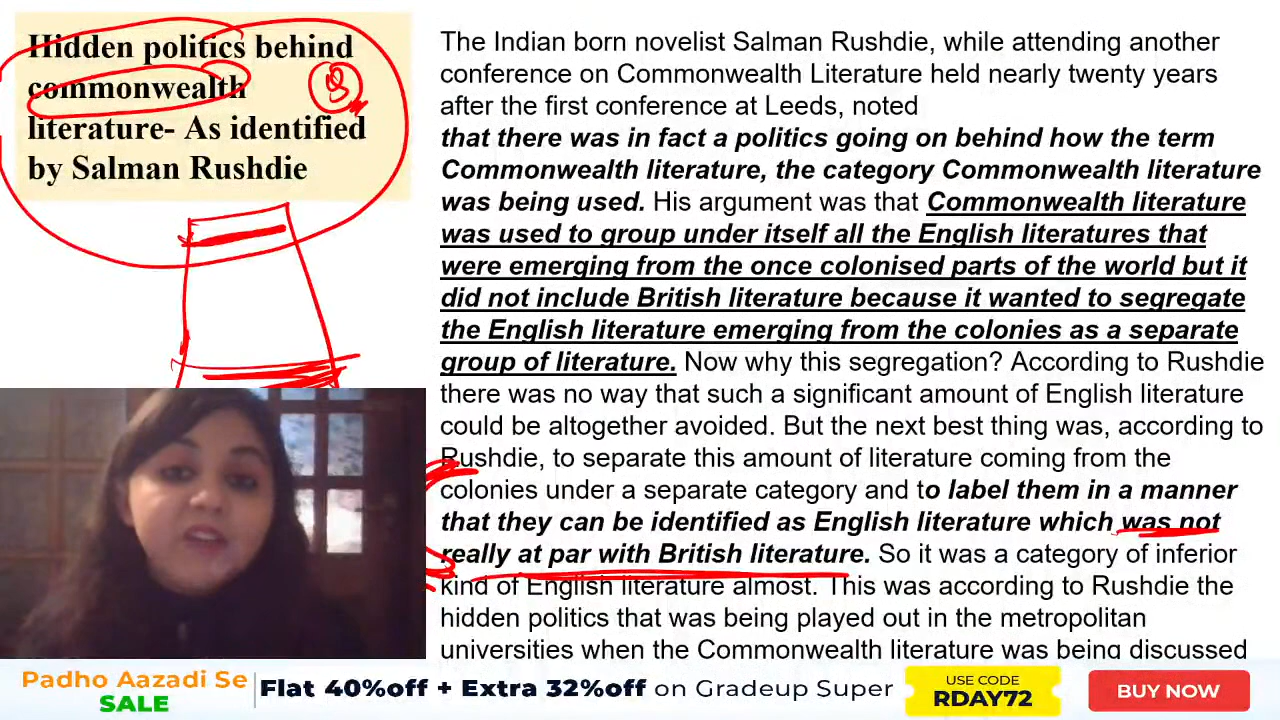 Hidden politics behind
commonwealth
literature- As identified
by Salman Rushdie
The Indian born novelist Salman Rushdie, while attending another
conference on Commonwealth Literature held nearly twenty years
after the first conference at Leeds, noted
that there was in fact a politics going on behind how the term
Commonwealth literature, the category Commonwealth literature
was being used. His argument was that Commonwealth literature
was used to group under itself all the English literatures that
were emerging from the once colonised parts of the world but it
did not include British literature because it wanted to segregate
the English literature emerging from the colonies as a separate
group of literature. Now why this segregation? According to Rushdie
there was no way that such a significant amount of English literature
could be altogether avoided. But the next best thing was, according to
Rushdie, to separate this amount of literature coming from the
colonies under a separate category and to label them in a manner
that they can be identified as English literature which was not
really at par with British literature. So it was a category of inferior
kind of English literature almost. This was according to Rushdie the
hidden politics that was being played out in the metropolitan
universities when the Commonwealth literature was being discussed
Padho Aazadi Se
SALE
Flat 40%off + Extra 32%off on Gradeup Super
USE CODE
RDAY72
BUY NOW